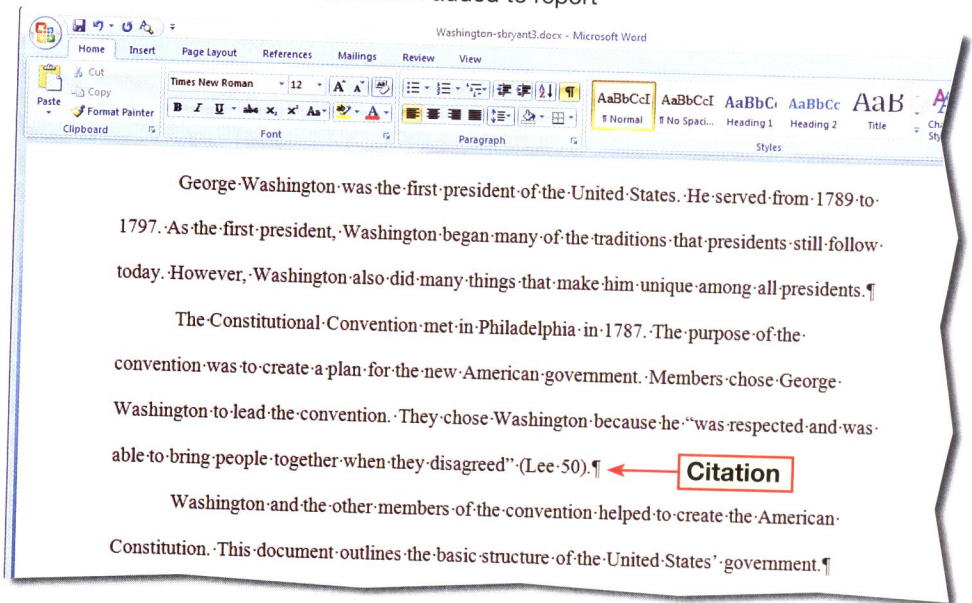 added to report
Washington-sbryant3.docx - Microsoft Word
Home Insert Page Layout References Mailings Review View
Cut
Copy
Paste
Format Painter
Clipboard
Times New Roman 12
Font
Paragraph
AaBbCcI AaBbCcI AaBbC AaBbCc AaB
¶ Normal ¶ No Spaci... Heading 1 Heading 2 Title
Styles
George·Washington·was·the·first·president·of·the·United·States.·He·served·from·1789·to·
1797.·As·the·first·president,·Washington·began·many·of·the·traditions·that·presidents·still·follow·
today.·However,·Washington·also·did·many·things·that·make·him·unique·among·all·presidents.¶
The·Constitutional·Convention·met·in·Philadelphia·in·1787.·The·purpose·of·the·
convention·was·to·create·a·plan·for·the·new·American·government.·Members·chose·George·
Washington·to·lead·the·convention.·They·chose·Washington·because·he·“was·respected·and·was·
able·to·bring·people·together·when·they·disagreed”·(Lee·50).¶
Citation
Washington·and·the·other·members·of·the·convention·helped·to·create·the·American·
Constitution.·This·document·outlines·the·basic·structure·of·the·United·States’·government.¶